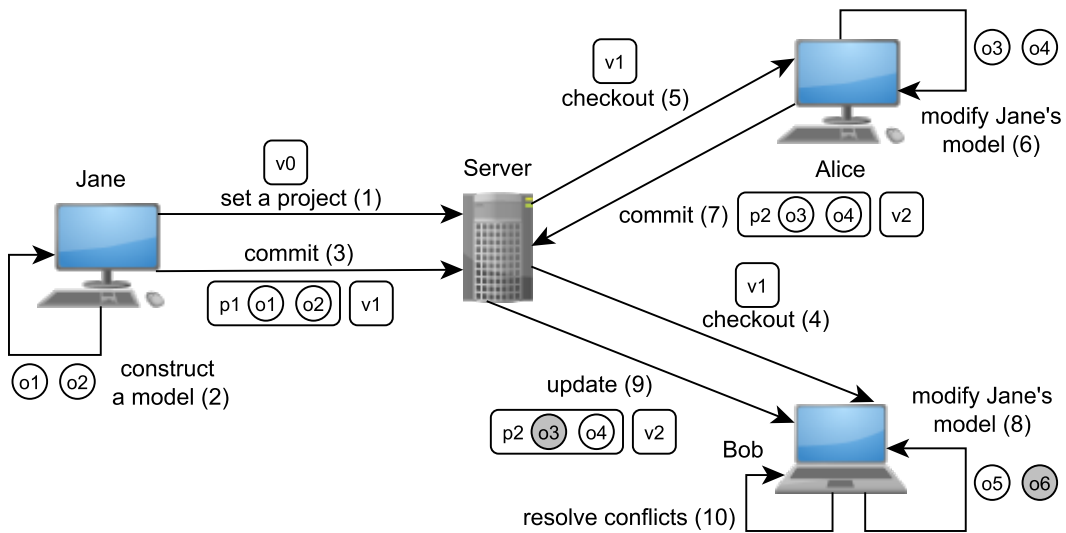 Jane
v0
set a project (1)
commit (3)
p1 o1 o2 v1
o1 o2
construct
a model (2)
Server
v1
checkout (5)
o3 o4
modify Jane's
model (6)
Alice
commit (7) p2 o3 o4 v2
v1
checkout (4)
update (9)
p2 o3 o4 v2
modify Jane's
model (8)
Bob
o5 o6
resolve conflicts (10)